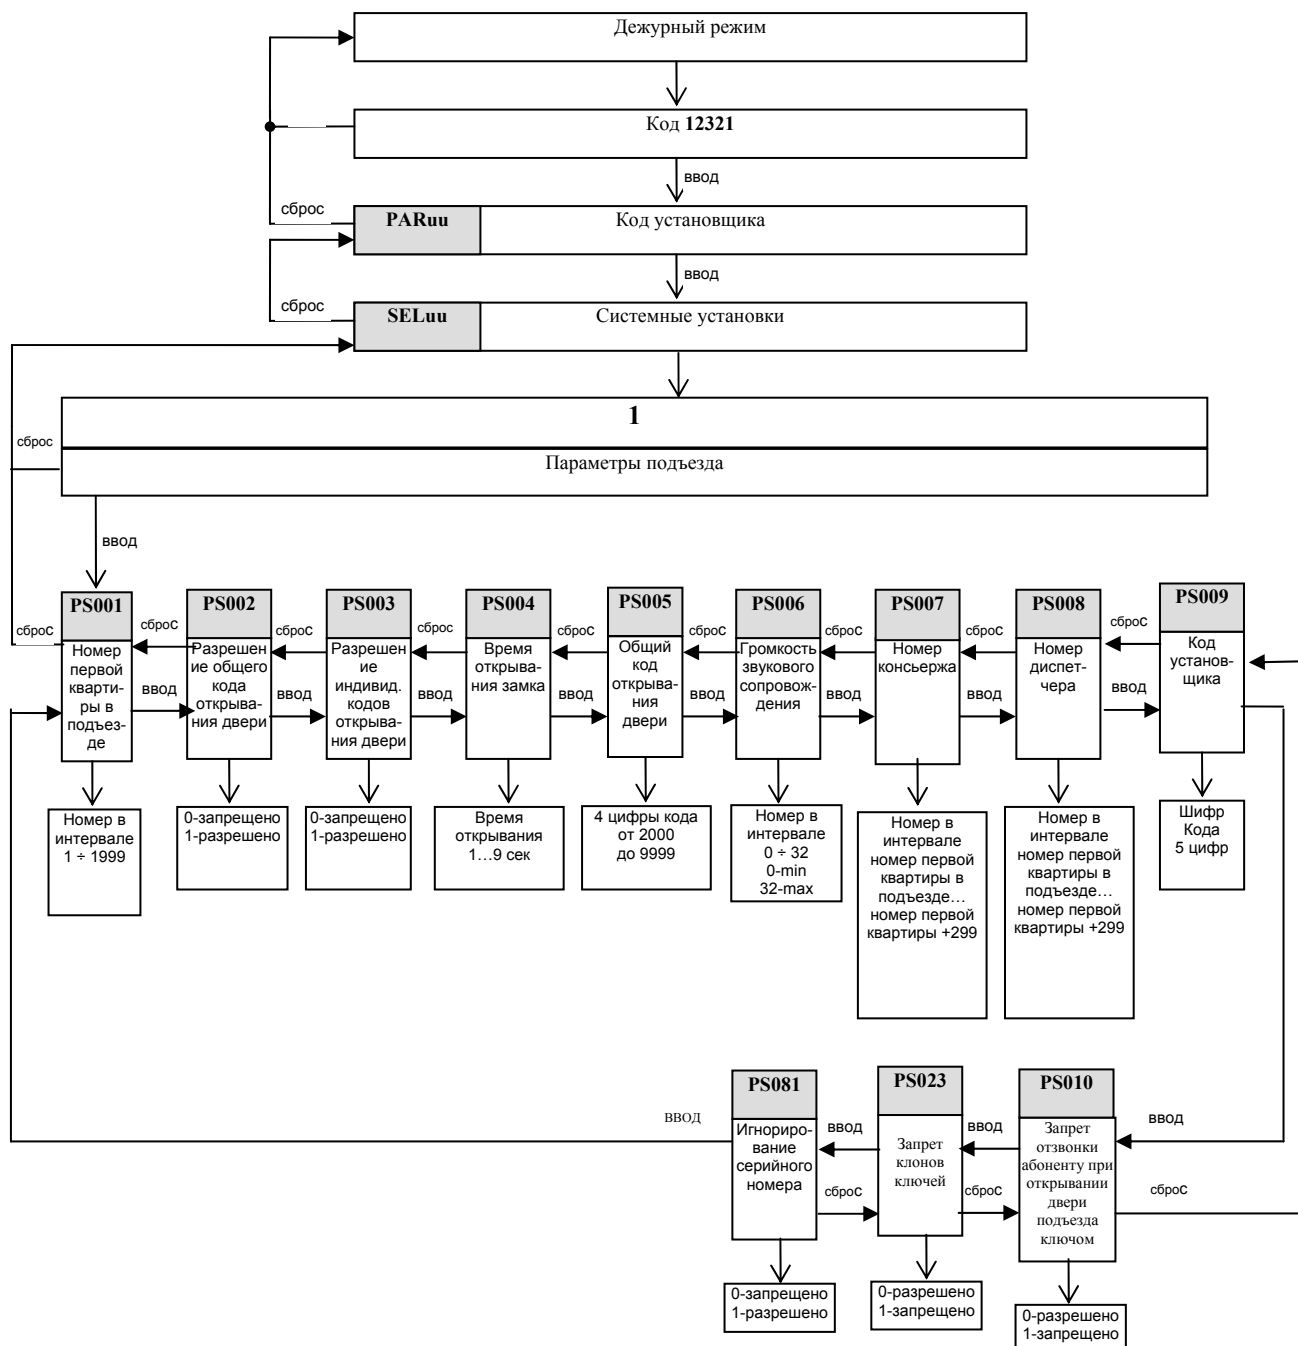 Дежурный режим
Код 12321
ввод
сброс
PARuu
Код установщика
ввод
сброс
SELuu
Системные установки
1
сброс
Параметры подъезда
ввод
PS001
PS002
PS003
PS004
PS005
PS006
PS007
PS008
PS009
сброс
сброс
сброс
сброс
сброс
сброс
сброс
сброс
сброс
Номер
первой
кварти-
ры в
подъез-
де
Разрешен
ие общего
кода
открыва-
ния двери
Разрешен
ие
индивид.
кодов
открыва-
ния двери
Время
открыва-
ния замка
Общий
код
открыва-
ния
двери
Громкость
звукового
сопровож-
дения
Номер
консьержа
Номер
диспет-
чера
Код
установ-
щика
ввод
ввод
ввод
ввод
ввод
ввод
ввод
ввод
Номер в
интервале
1 ÷ 1999
0-запрещено
1-разрешено
0-запрещено
1-разрешено
Время
открывания
1…9 сек
4 цифры кода
от 2000
до 9999
Номер в
интервале
0 ÷ 32
0-min
32-max
Номер в
интервале
номер первой
квартиры в
подъезде…
номер первой
квартиры +299
Номер в
интервале
номер первой
квартиры в
подъезде…
номер первой
квартиры +299
Шифр
Кода
5 цифр
PS081
PS023
PS010
ввод
ввод
ввод
ввод
Игнориро-
вание
серийного
номера
Запрет
клонов
ключей
Запрет
отзвонки
абоненту при
открывании
двери
подъезда
ключом
сброс
сброс
сброс
0-запрещено
1-разрешено
0-разрешено
1-запрещено
0-разрешено
1-запрещено